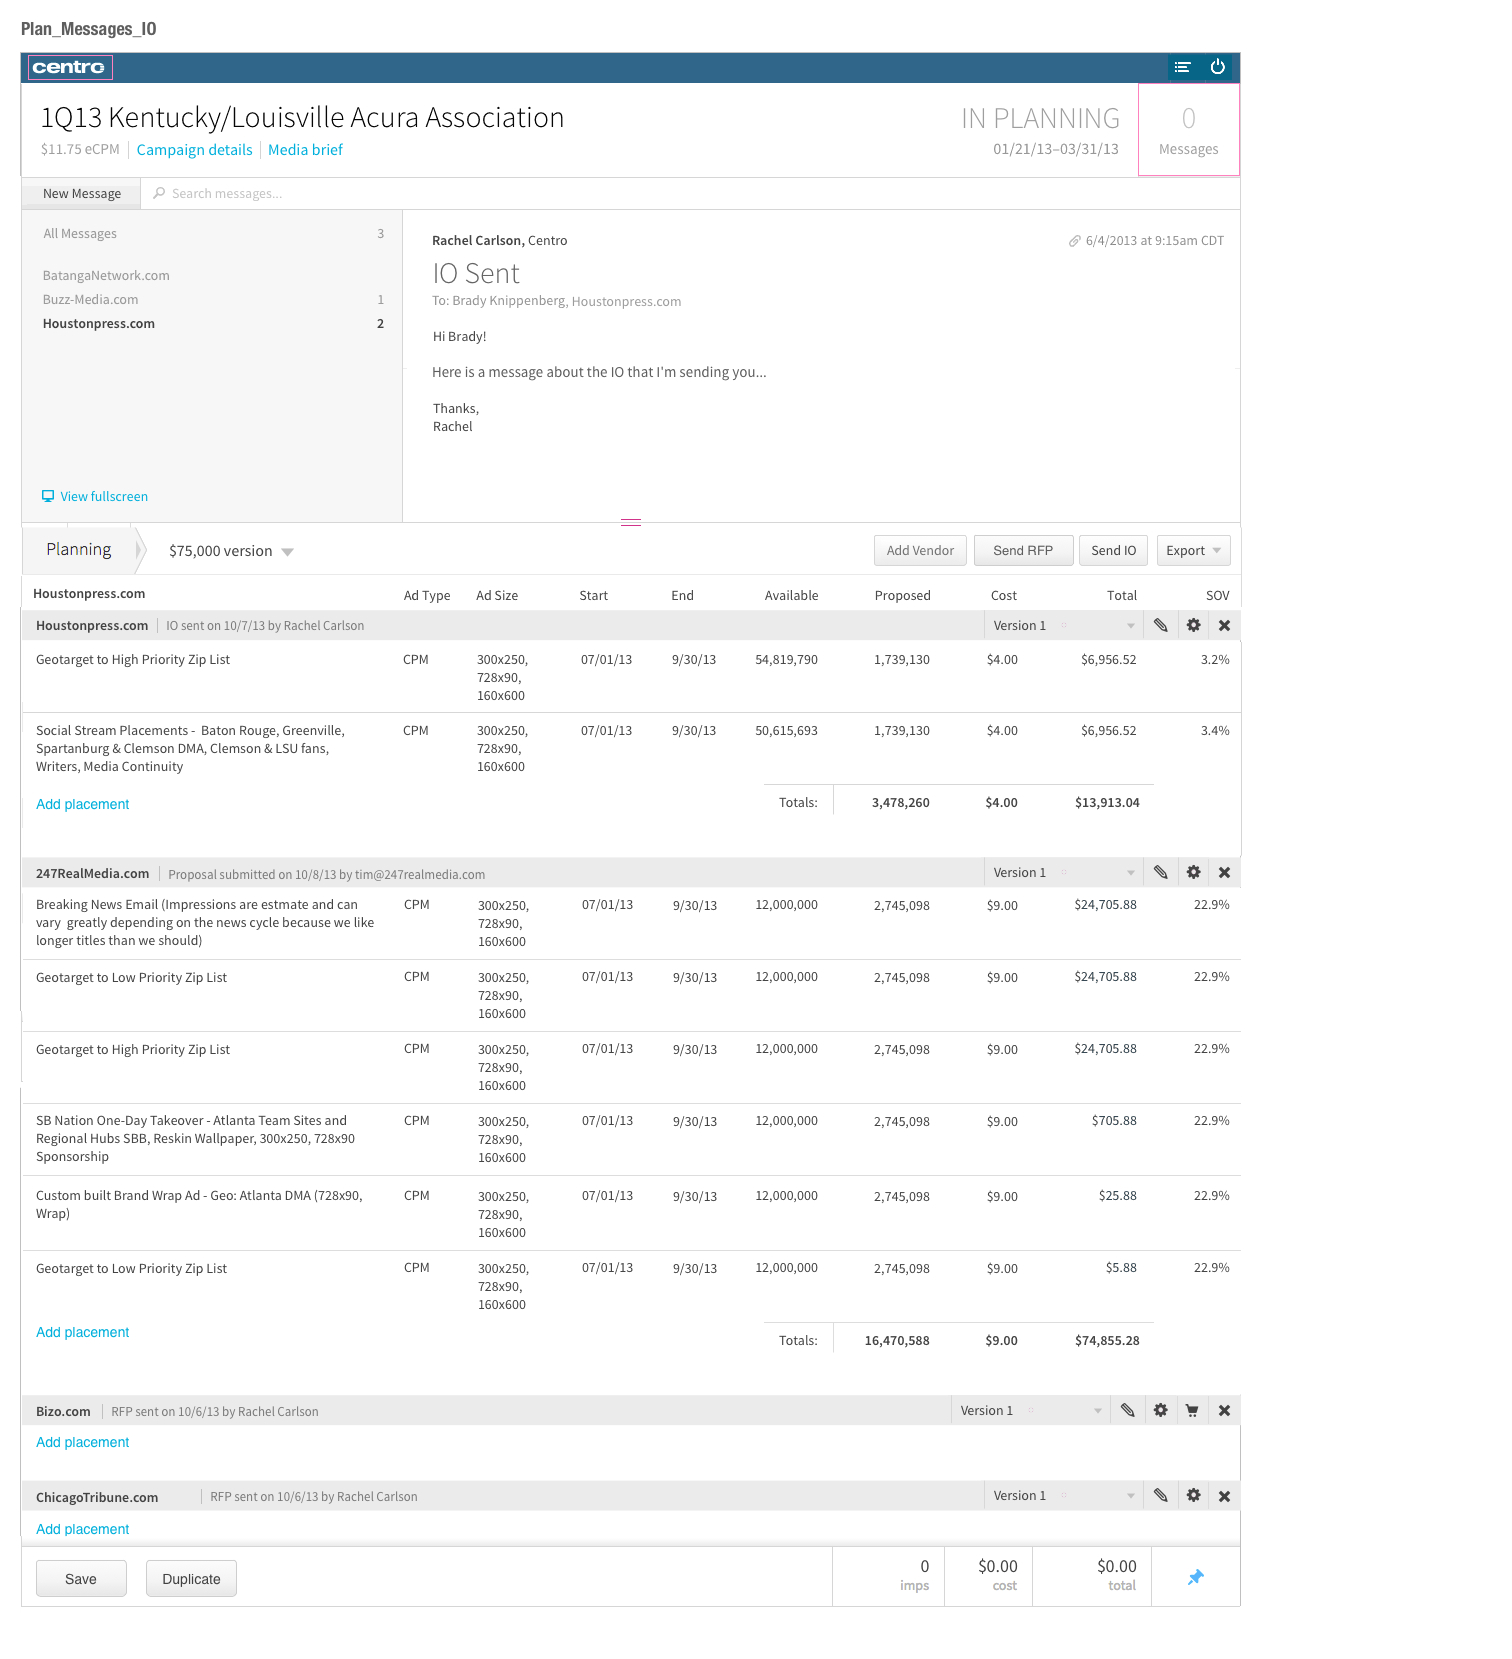 Plan_Messages_IO
centro
1Q13 Kentucky/Louisville Acura Association
IN PLANNING
0
$11.75 eCPM Campaign details Media brief
01/21/13–03/31/13
Messages
New Message
Search messages...
All Messages 3
BatangaNetwork.com
Buzz-Media.com 1
Houstonpress.com 2
View fullscreen
Rachel Carlson, Centro
6/4/2013 at 9:15am CDT
IO Sent
To: Brady Knippenberg, Houstonpress.com
Hi Brady!
Here is a message about the IO that I'm sending you...
Thanks,
Rachel
Planning $75,000 version Add Vendor Send RFP Send IO Export
Houstonpress.com Ad Type Ad Size Start End Available Proposed Cost Total SOV
Houstonpress.com IO sent on 10/7/13 by Rachel Carlson Version 1
Geotarget to High Priority Zip List CPM 300x250, 07/01/13 9/30/13 54,819,790 1,739,130 $4.00 $6,956.52 3.2%
728x90,
160x600
Social Stream Placements - Baton Rouge, Greenville, CPM 300x250, 07/01/13 9/30/13 50,615,693 1,739,130 $4.00 $6,956.52 3.4%
Spartanburg & Clemson DMA, Clemson & LSU fans, 728x90,
Writers, Media Continuity 160x600
Add placement Totals: 3,478,260 $4.00 $13,913.04
247RealMedia.com Proposal submitted on 10/8/13 by tim@247realmedia.com Version 1
Breaking News Email (Impressions are estmate and can CPM 300x250, 07/01/13 9/30/13 12,000,000 2,745,098 $9.00 $24,705.88 22.9%
vary greatly depending on the news cycle because we like 728x90,
longer titles than we should) 160x600
Geotarget to Low Priority Zip List CPM 300x250, 07/01/13 9/30/13 12,000,000 2,745,098 $9.00 $24,705.88 22.9%
728x90,
160x600
Geotarget to High Priority Zip List CPM 300x250, 07/01/13 9/30/13 12,000,000 2,745,098 $9.00 $24,705.88 22.9%
728x90,
160x600
SB Nation One-Day Takeover - Atlanta Team Sites and CPM 300x250, 07/01/13 9/30/13 12,000,000 2,745,098 $9.00 $705.88 22.9%
Regional Hubs SBB, Reskin Wallpaper, 300x250, 728x90 728x90,
Sponsorship 160x600
Custom built Brand Wrap Ad - Geo: Atlanta DMA (728x90, CPM 300x250, 07/01/13 9/30/13 12,000,000 2,745,098 $9.00 $25.88 22.9%
Wrap) 728x90,
160x600
Geotarget to Low Priority Zip List CPM 300x250, 07/01/13 9/30/13 12,000,000 2,745,098 $9.00 $5.88 22.9%
728x90,
160x600
Add placement Totals: 16,470,588 $9.00 $74,855.28
Bizo.com RFP sent on 10/6/13 by Rachel Carlson Version 1
Add placement
ChicagoTribune.com RFP sent on 10/6/13 by Rachel Carlson Version 1
Add placement
Save Duplicate 0 $0.00 $0.00
imps cost total